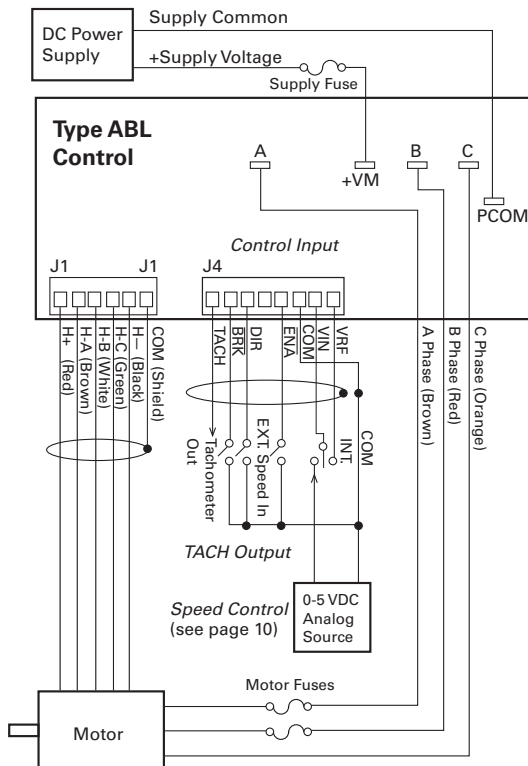 DC Power
Supply
Supply Common
+Supply Voltage
Supply Fuse
Type ABL
Control
A
+VM
B
C
PCOM
Control Input
J1
J1
J4
H+ (Red)
H-A (Brown)
H-B (White)
H-C (Green)
H— (Black)
COM (Shield)
TACH
BRK
DIR
ENA
COM
VIN
VRF
A Phase (Brown)
B Phase (Red)
C Phase (Orange)
Tachometer
Out
EXT. Speed In
INT.
COM
TACH Output
Speed Control
(see page 10)
0-5 VDC
Analog
Source
Motor Fuses
Motor